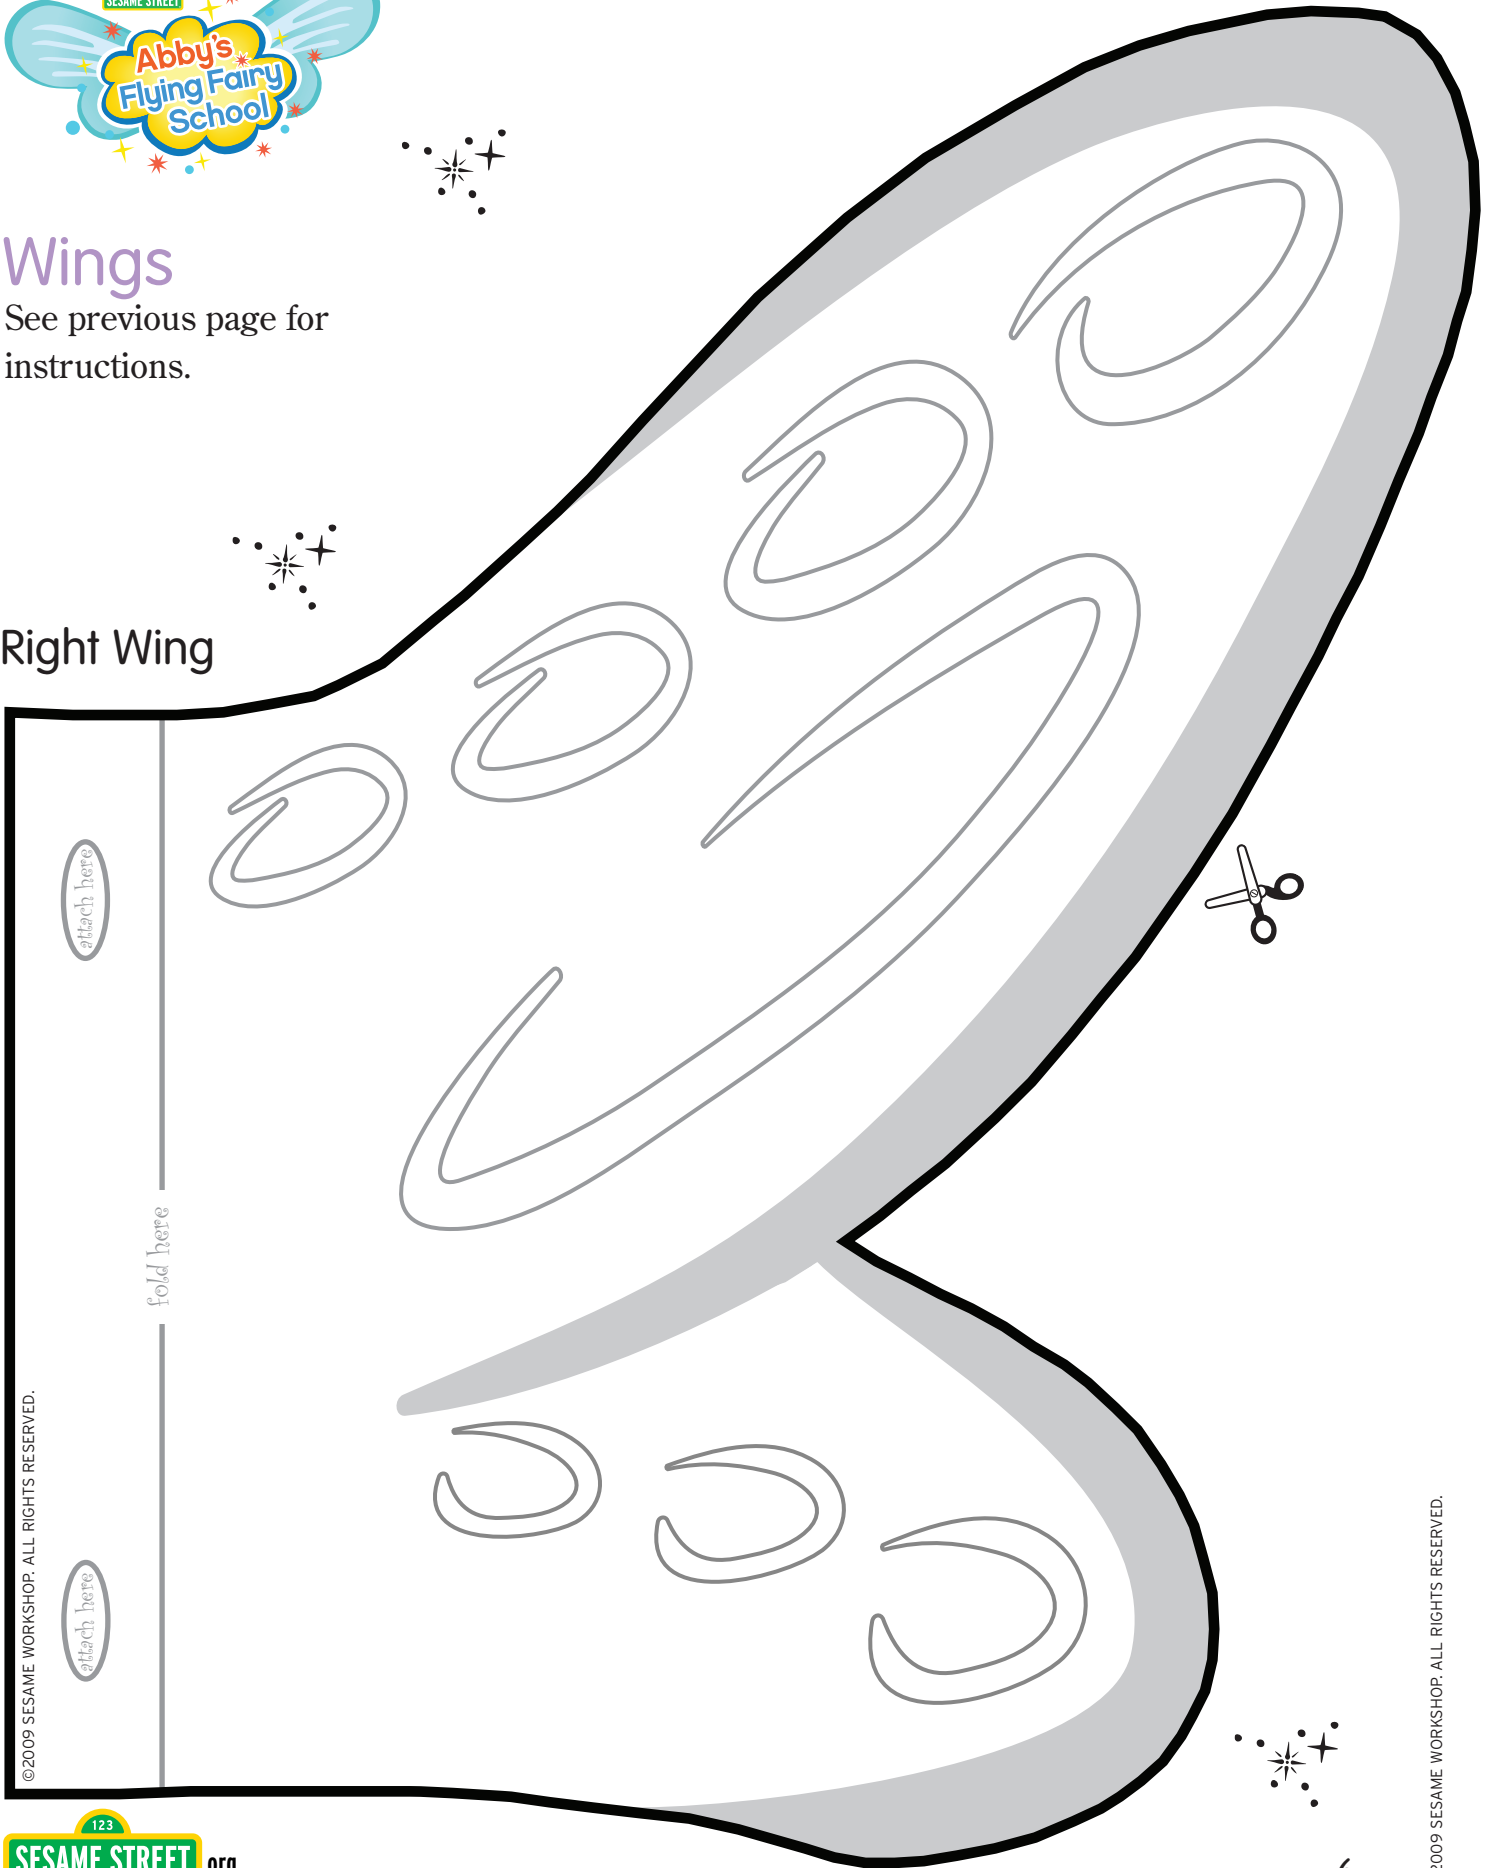 SESAME STREET
Abby's
Flying Fairy
School
Wings
See previous page for
instructions.
Right Wing
attach here
fold here
attach here
©2009 SESAME WORKSHOP. ALL RIGHTS RESERVED.
2009 SESAME WORKSHOP. ALL RIGHTS RESERVED.
123
SESAME STREET.org